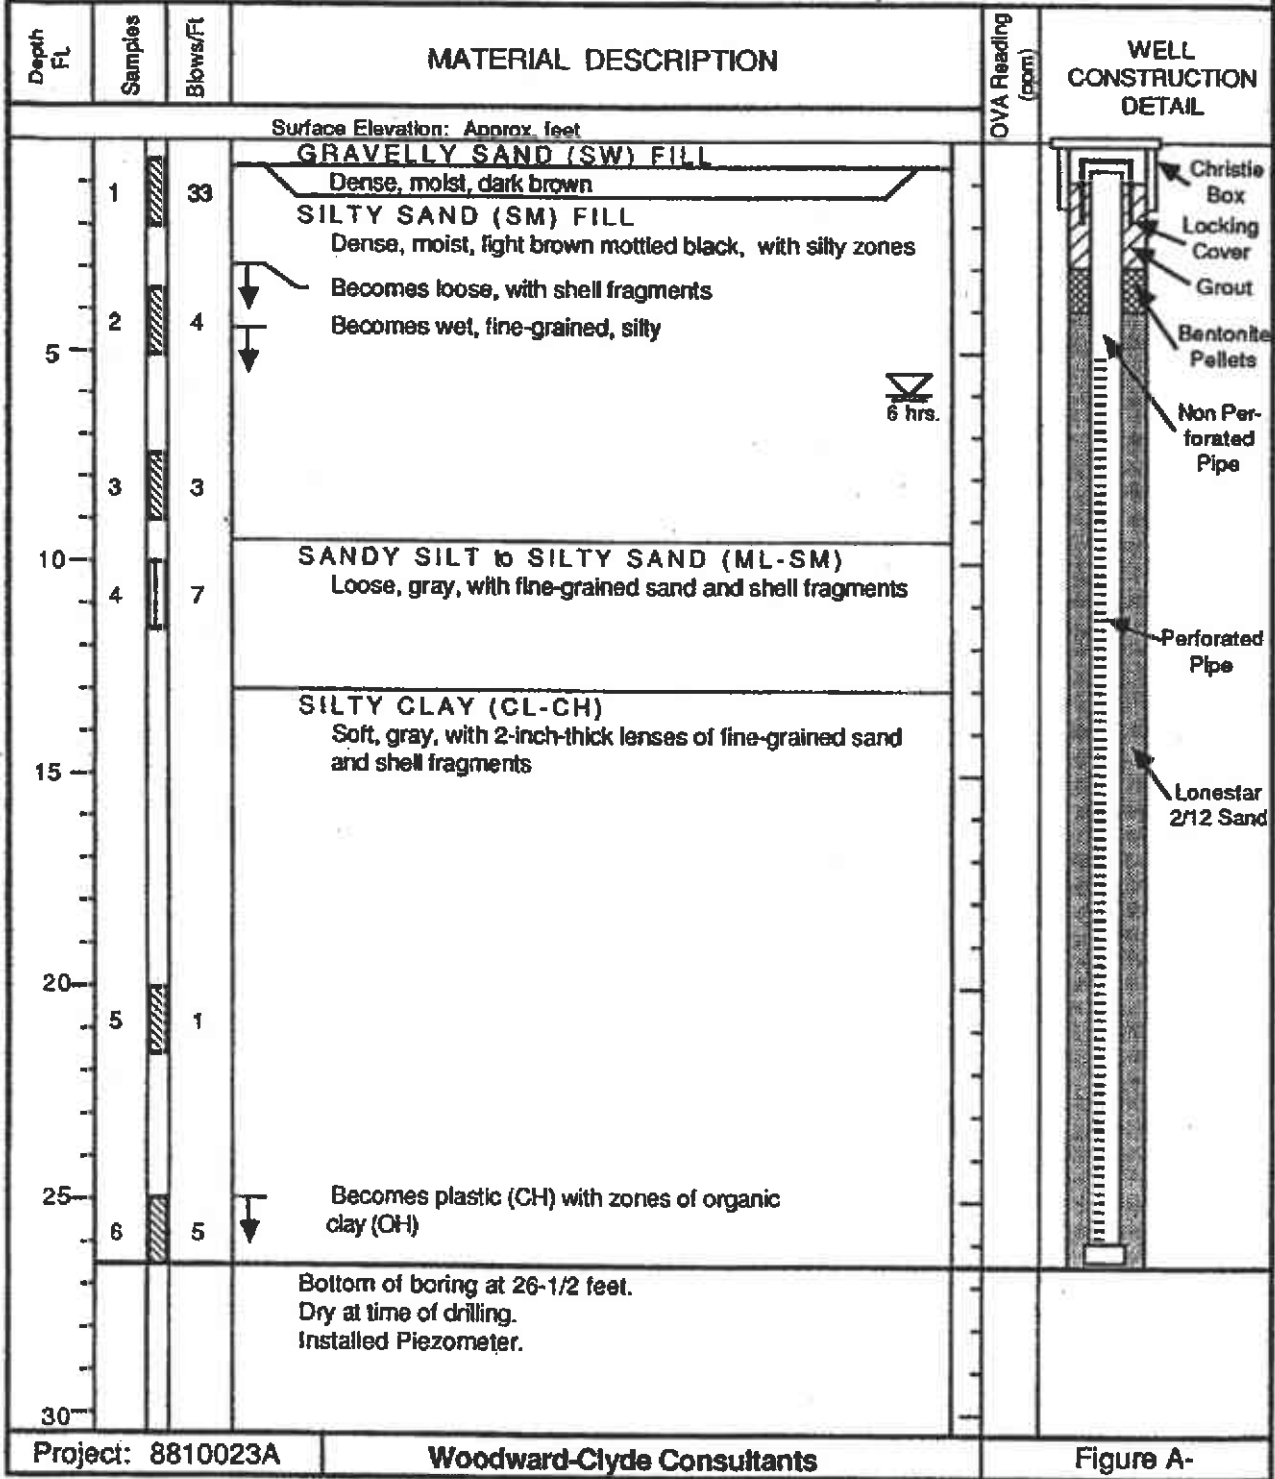 Depth Ft.
Samples
Blows/Ft
MATERIAL DESCRIPTION
OVA Reading (ppm)
WELL
CONSTRUCTION
DETAIL
Surface Elevation: Approx. feet
GRAVELLY SAND (SW) FILL
Dense, moist, dark brown
1
33
SILTY SAND (SM) FILL
Dense, moist, light brown mottled black, with silty zones
Becomes loose, with shell fragments
2
4
Becomes wet, fine-grained, silty
5
6 hrs.
3
3
10
SANDY SILT to SILTY SAND (ML-SM)
Loose, gray, with fine-grained sand and shell fragments
4
7
SILTY CLAY (CL-CH)
Soft, gray, with 2-inch-thick lenses of fine-grained sand
and shell fragments
15
20
5
1
25
Becomes plastic (CH) with zones of organic
clay (OH)
6
5
Bottom of boring at 26-1/2 feet.
Dry at time of drilling.
Installed Piezometer.
30
Christie
Box
Locking
Cover
Grout
Bentonite
Pellets
Non Per-
forated
Pipe
Perforated
Pipe
Lonestar
2/12 Sand
Project: 8810023A
Woodward-Clyde Consultants
Figure A-